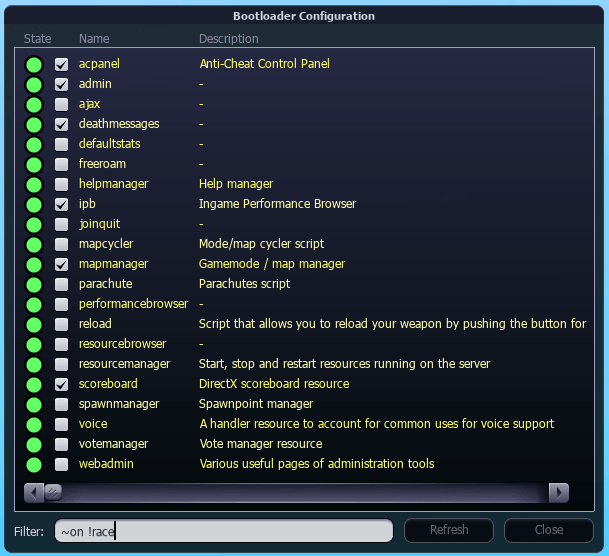 Bootloader Configuration
State Name Description
acpanel Anti-Cheat Control Panel
admin -
ajax -
deathmessages -
defaultstats -
freeroam -
helpmanager Help manager
ipb Ingame Performance Browser
joinquit -
mapcycler Mode/map cycler script
mapmanager Gamemode / map manager
parachute Parachutes script
performancebrowser -
reload Script that allows you to reload your weapon by pushing the button for
resourcebrowser -
resourcemanager Start, stop and restart resources running on the server
scoreboard DirectX scoreboard resource
spawnmanager Spawnpoint manager
voice A handler resource to account for common uses for voice support
votemanager Vote manager resource
webadmin Various useful pages of administration tools
Filter: ~on !race Refresh Close